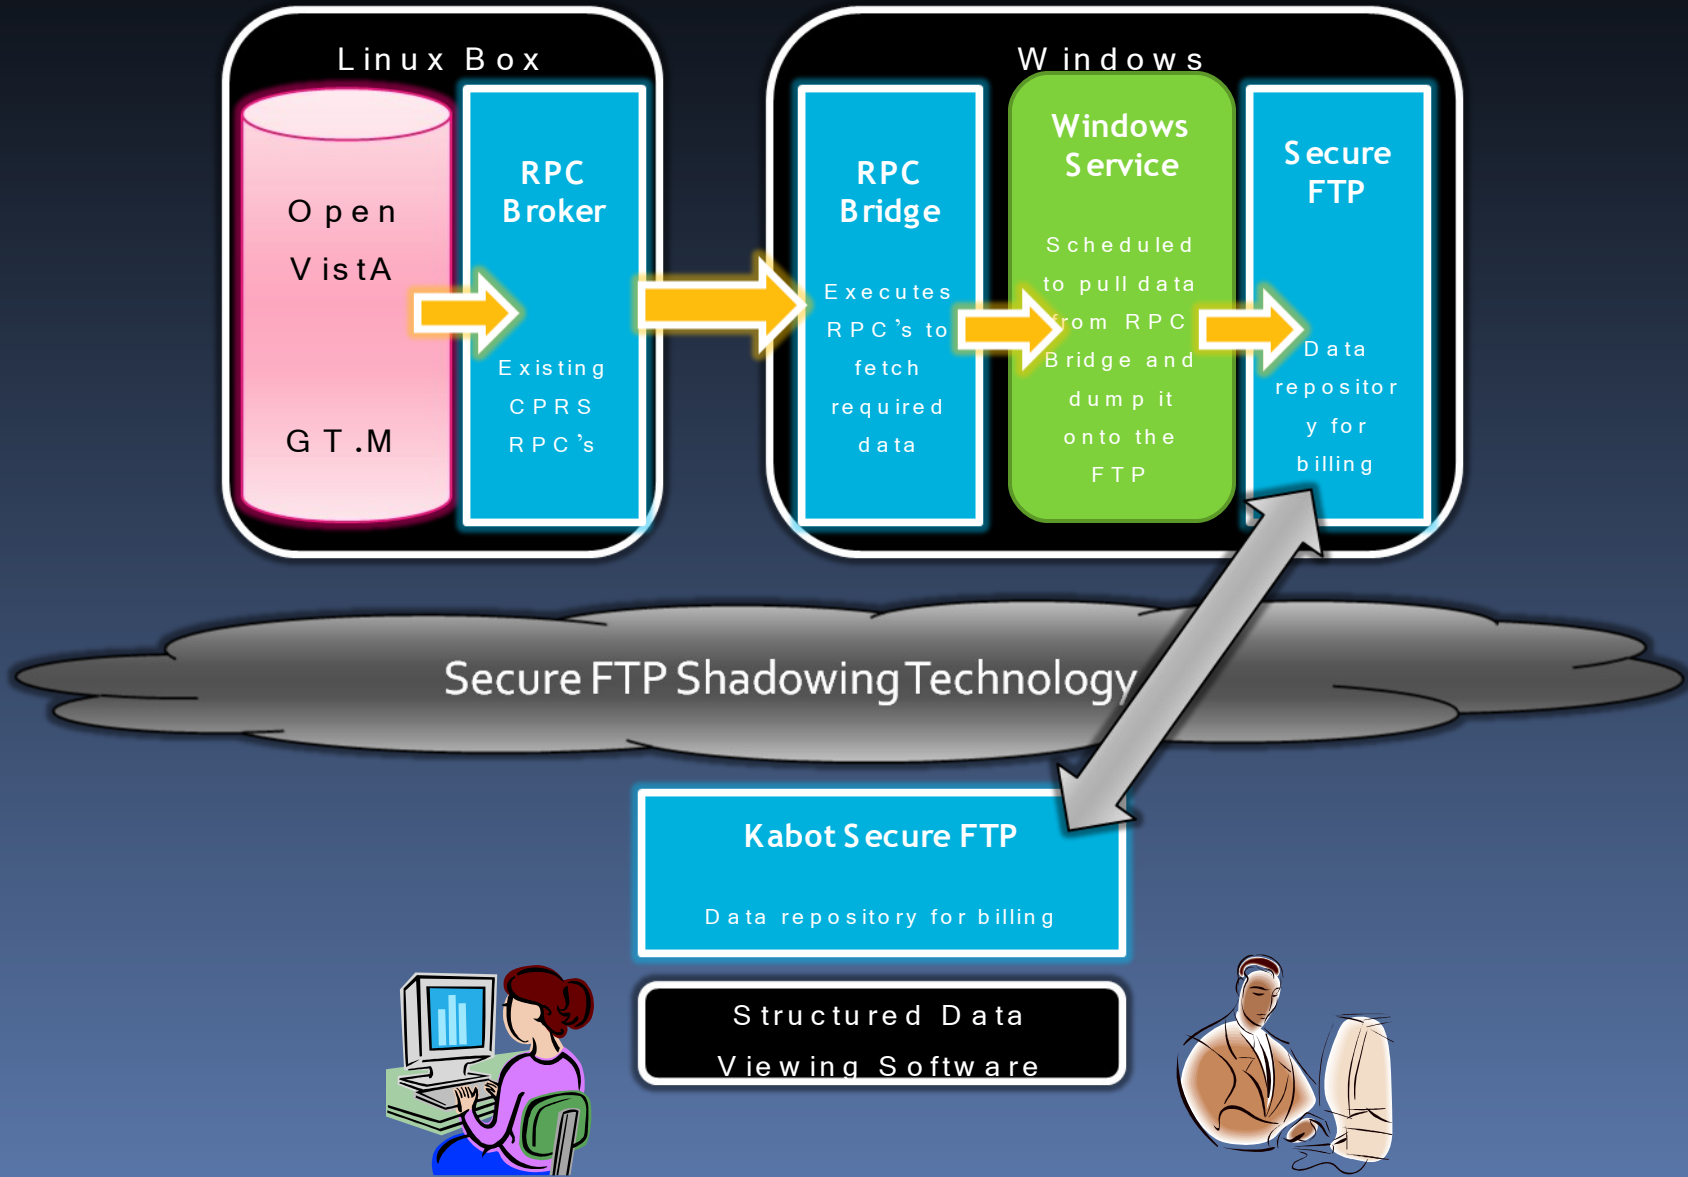 Linux Box
Open
VistA
GT.M
RPC
Broker
Existing
CPRS
RPC’s
Windows
RPC
Bridge
Executes
RPC’s to
fetch
required
data
Windows
Service
Scheduled
to pull data
from RPC
Bridge and
dump it
onto the
FTP
Secure
FTP
Data
repositor
y for
billing
Secure FTP Shadowing Technology
Kabot Secure FTP
Data repository for billing
Structured Data
Viewing Software